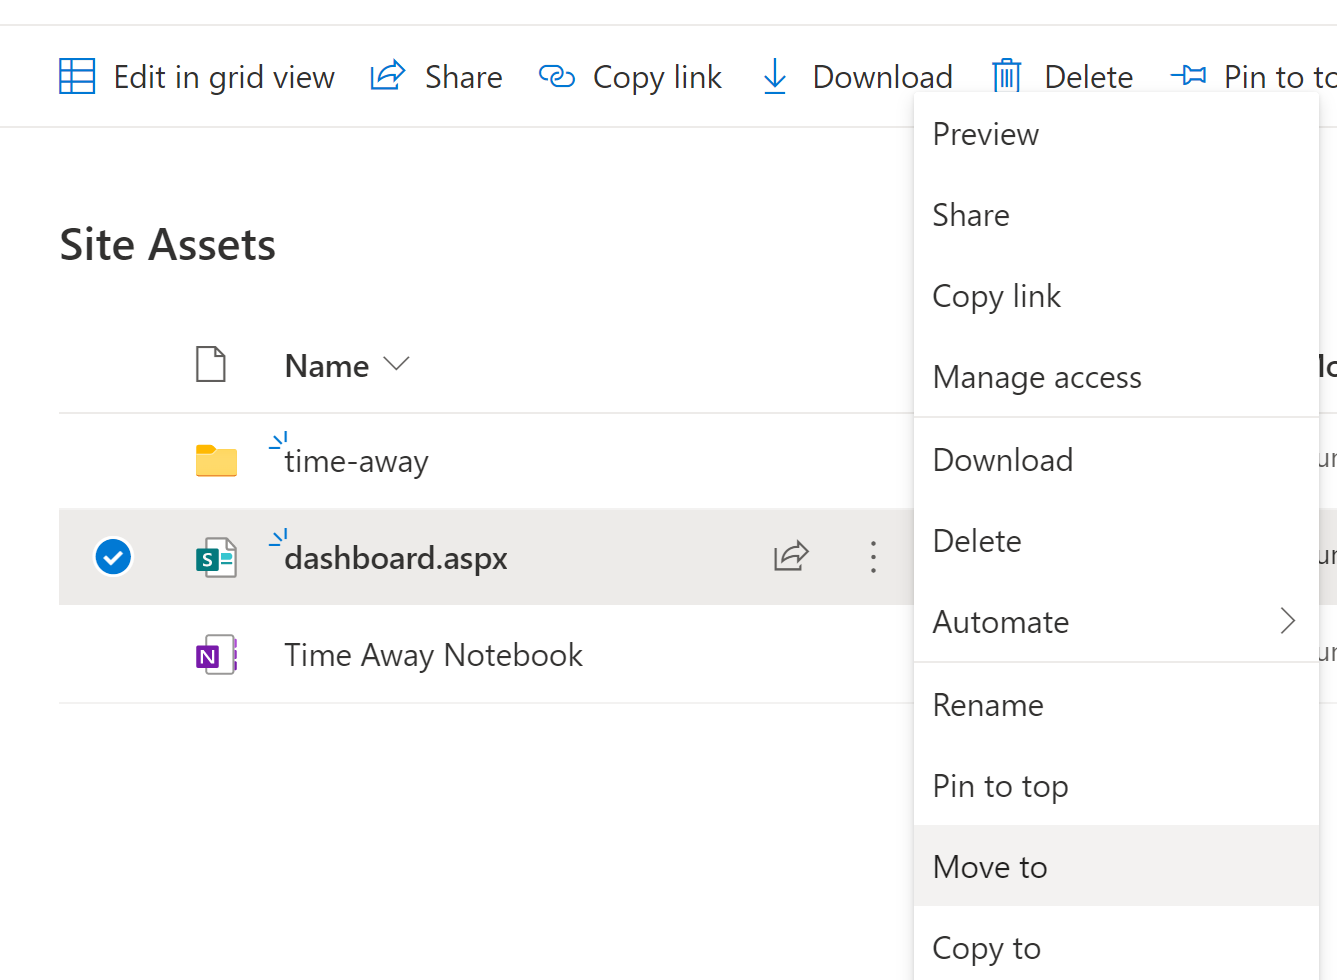 Edit in grid view Share Copy link Download Delete Pin to to
Preview
Share
Site Assets
Copy link
Name
Manage access
time-away
Download
dashboard.aspx
Delete
Automate
Time Away Notebook
Rename
Pin to top
Move to
Copy to